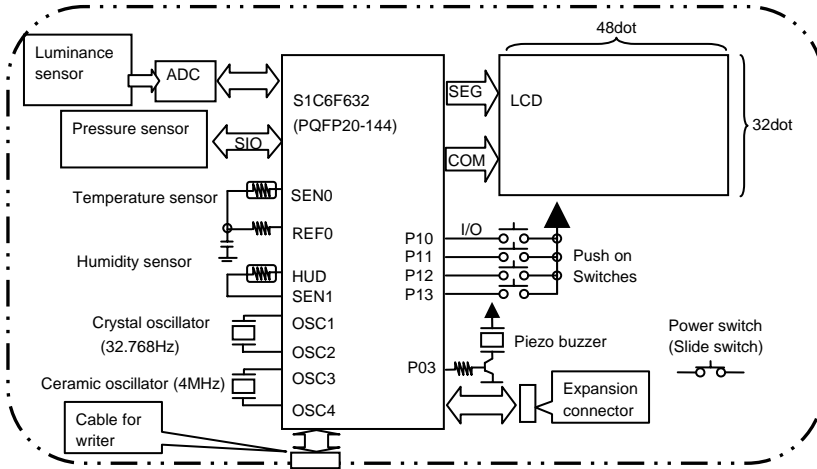 48dot
Luminance
sensor
ADC
S1C6F632
(PQFP20-144)
SEG
LCD
32dot
Pressure sensor
SIO
COM
Temperature sensor
SEN0
REF0
I/O
P10
P11
P12
P13
Push on
Switches
Humidity sensor
HUD
SEN1
Crystal oscillator
(32.768Hz)
OSC1
OSC2
Piezo buzzer
Power switch
(Slide switch)
P03
Ceramic oscillator (4MHz)
OSC3
OSC4
Expansion
connector
Cable for
writer